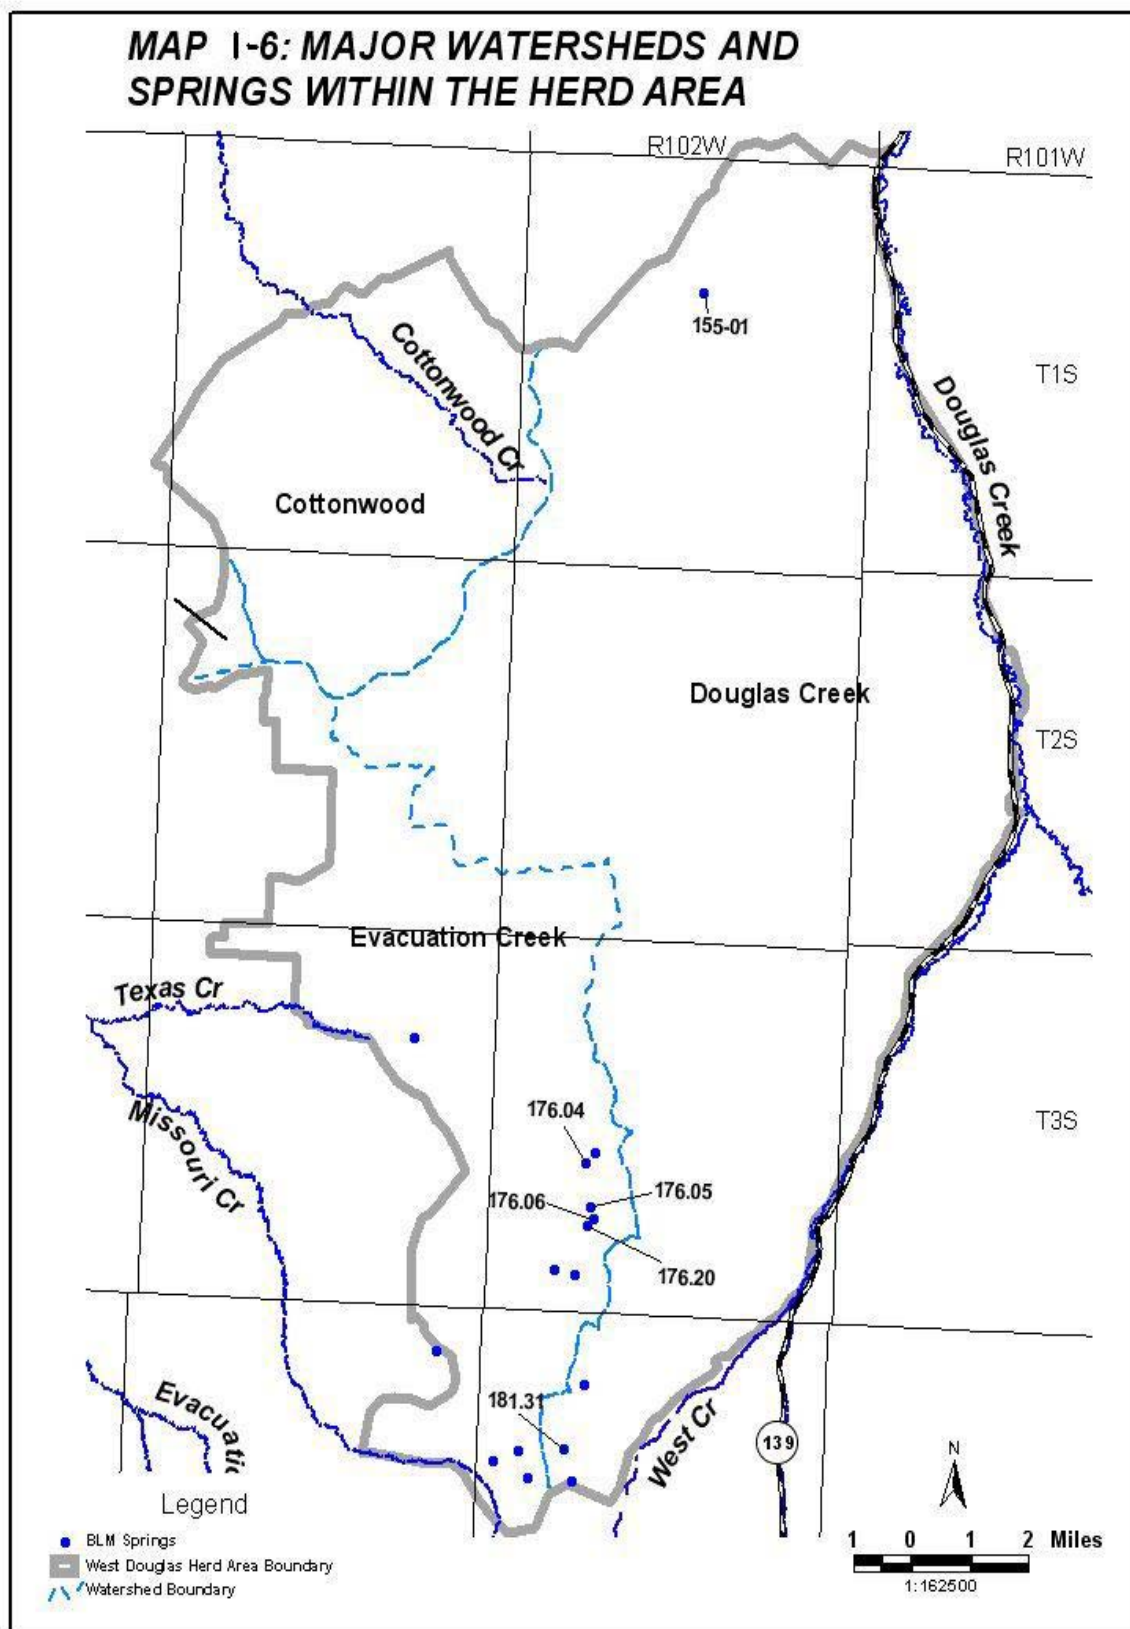 MAP I-6: MAJOR WATERSHEDS AND
SPRINGS WITHIN THE HERD AREA
R102W
R101W
155-01
Cottonwood Cr
T1S
Douglas Creek
Cottonwood
Douglas Creek
T2S
Evacuation Creek
Texas Cr
176.04
Missouri Cr
T3S
176.05
176.06
176.20
181.31
Evacuatic
West Cr
139
N
Legend
BLM Springs
West Douglas Herd Area Boundary
Watershed Boundary
1 0 1 2 Miles
1:162500